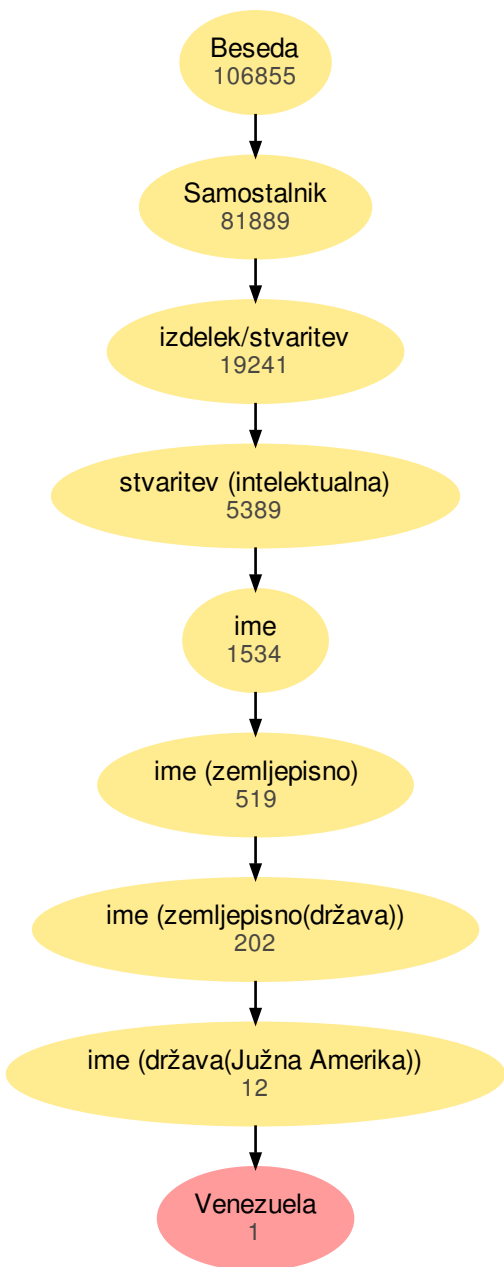 Beseda
106855
Samostalnik
81889
izdelek/stvaritev
19241
stvaritev (intelektualna)
5389
ime
1534
ime (zemljepisno)
519
ime (zemljepisno(država))
202
ime (država(Južna Amerika))
12
Venezuela
1